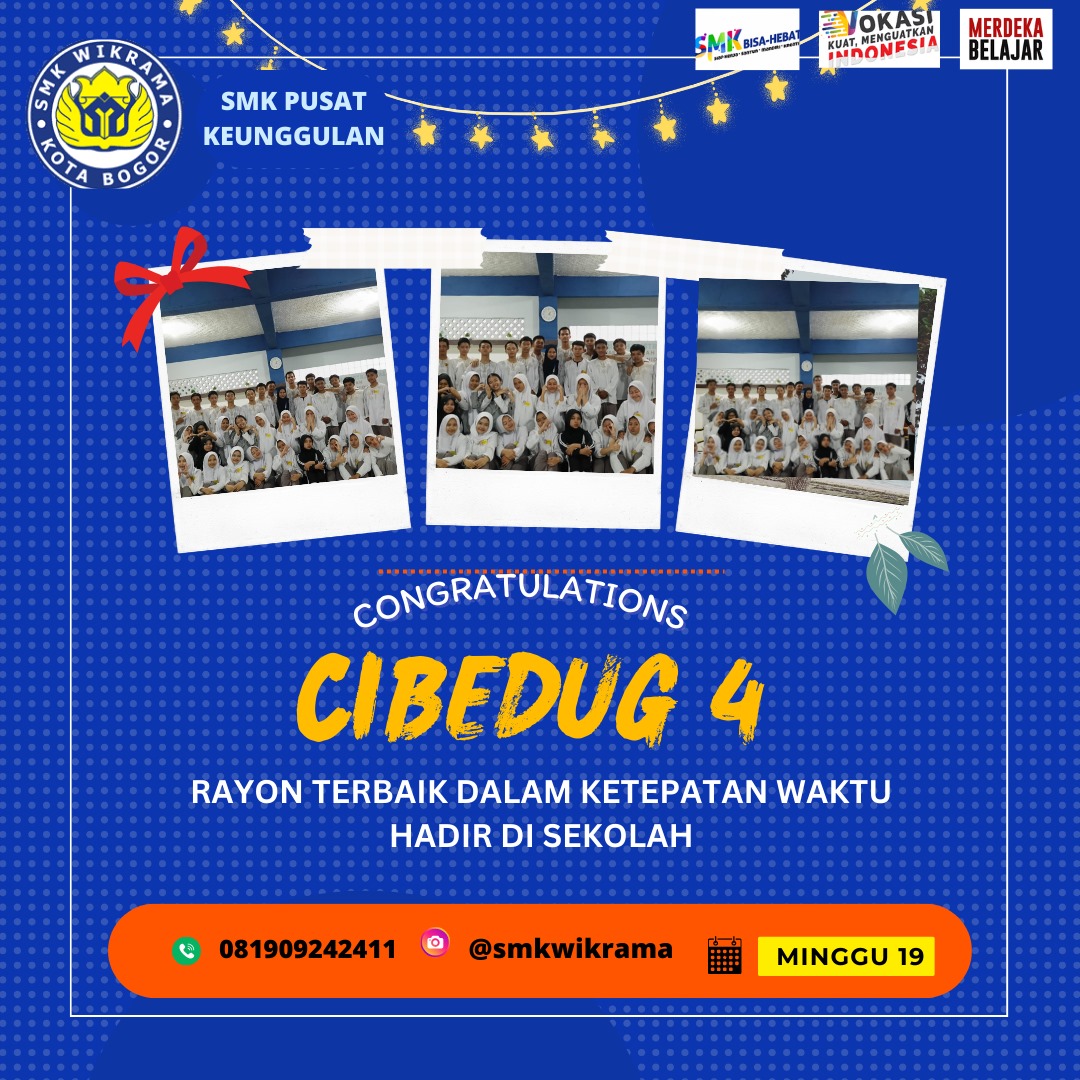 SMK WIKRAMA
KOTA BOGOR
SMK PUSAT
KEUNGGULAN
SMK BISA-HEBAT
VOKASI
KUAT, MENGUATKAN
INDONESIA
MERDEKA
BELAJAR
CONGRATULATIONS
CIBEDUG 4
RAYON TERBAIK DALAM KETEPATAN WAKTU
HADIR DI SEKOLAH
081909242411
@smkwikrama
MINGGU 19